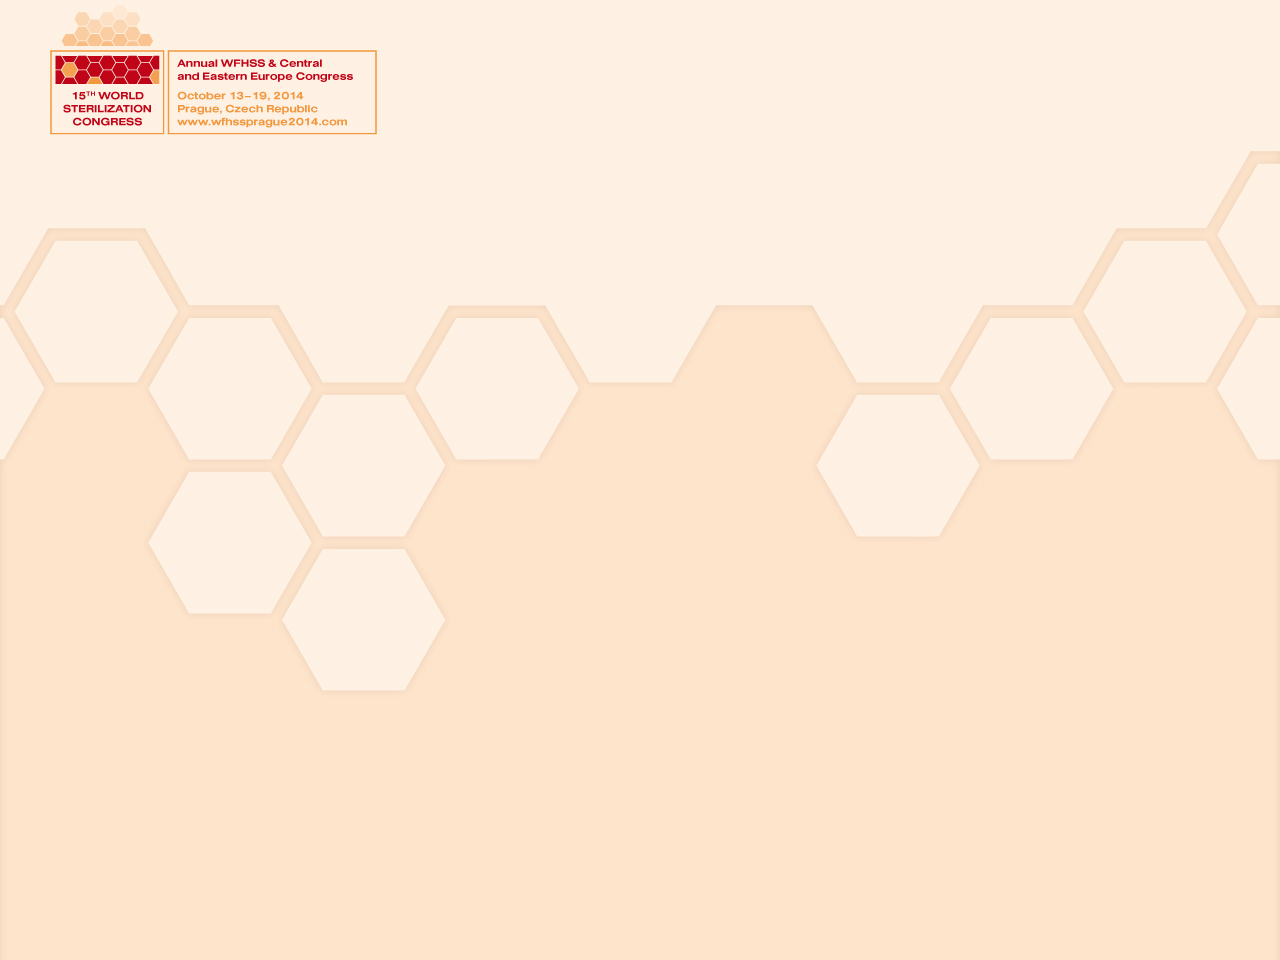 15TH WORLD
STERILIZATION
CONGRESS
Annual WFHSS & Central
and Eastern Europe Congress
October 13–19, 2014
Prague, Czech Republic
www.wfhssprague2014.com